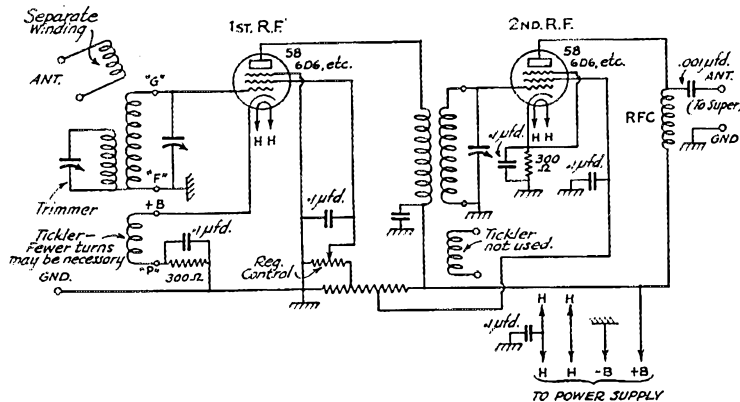 Separate
Winding
ANT.
"G"
"F"
Trimmer
+B
Tickler-
Fewer turns
may be necessary
"P"
.1µfd.
300Ω
GND.
1ST. R.F.
58
6D6, etc.
H H
.1µfd.
Reg.
Control
2ND. R.F.
58
6D6, etc.
H H
.1µfd.
300
Ω
.1µfd.
Tickler
not used.
RFC
.001µfd.
ANT.
(To Super)
GND
.1µfd.
H H
H H -B +B
TO POWER SUPPLY